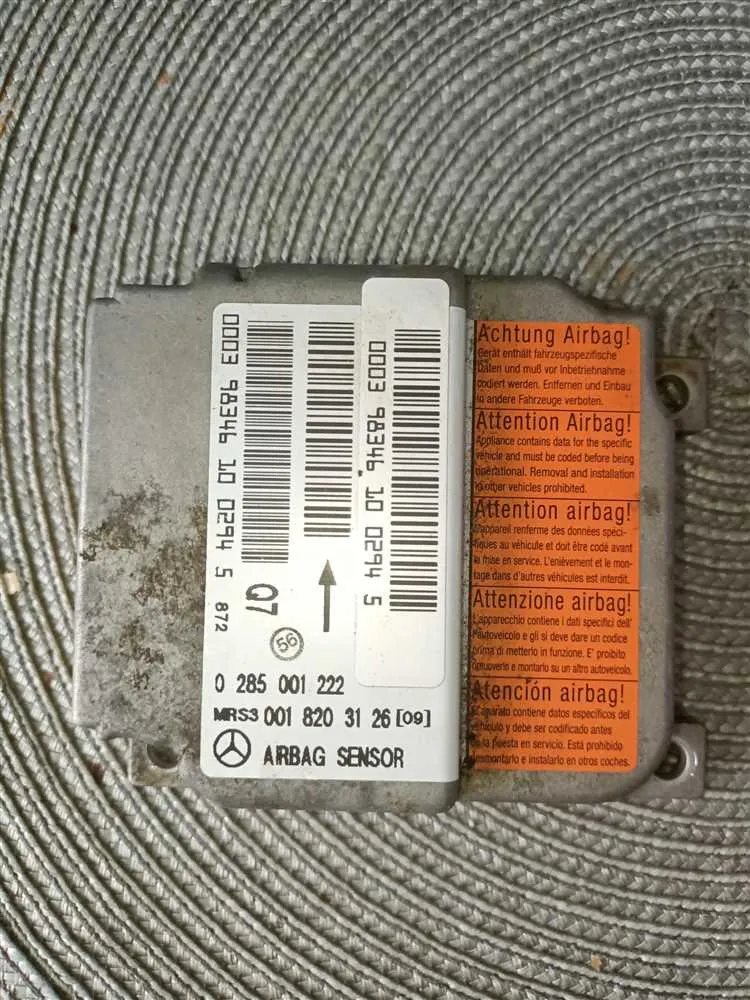 0003 98346 10 0294 5 872
Q7
56
0003 98346 10 0294 5
0 285 001 222
MRS3 001 820 31 26 [09]
AIRBAG SENSOR
Achtung Airbag!
Gerät enthält fahrzeugspezifische
Daten und muß vor Inbetriebnahme
codiert werden. Entfernen und Einbau
in andere Fahrzeuge verboten.
Attention Airbag!
Appliance contains data for the specific
vehicle and must be coded before being
operational. Removal and installation
to other vehicles prohibited.
Attention airbag!
L'appareil renferme des données spéci-
fiques au véhicule et doit être codé avant
la mise en service. L'enièvement et le mon-
tage dans d'autres véhicules est interdit.
Attenzione airbag!
L'apparecchio contiene i dati specifici dell'
autoveicolo e gli si deve dare un codice
prima di metterlo in funzione. E' proibito
rimuoverle e montarlo su un altro autoveicolo.
Atención airbag!
L'aparato contiene datos específicos del
vehículo y debe ser codificado antes
de la puesta en servicio. Está prohibido
desmontarlo e instalarlo en otros coches.